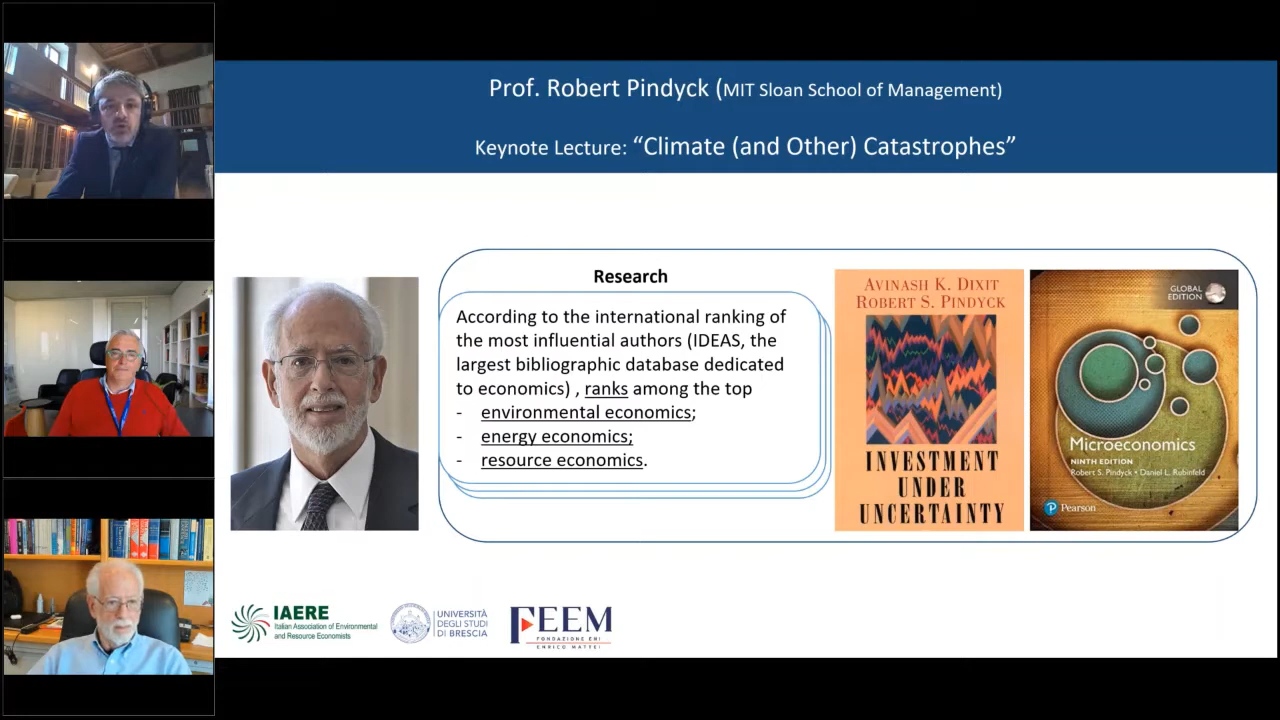 Prof. Robert Pindyck (MIT Sloan School of Management)
Keynote Lecture: “Climate (and Other) Catastrophes”
Research
According to the international ranking of
the most influential authors (IDEAS, the
largest bibliographic database dedicated
to economics) , ranks among the top
- environmental economics;
- energy economics;
- resource economics.
AVINASH K. DIXIT
ROBERT S. PINDYCK
INVESTMENT
UNDER
UNCERTAINTY
GLOBAL
EDITION
Microeconomics
NINTH EDITION
Robert S. Pindyck • Daniel L. Rubinfeld
Pearson
IAERE
Italian Association of Environmental
and Resource Economists
UNIVERSITÀ
DEGLI STUDI
DI BRESCIA
FEEM
FONDAZIONE ENI
ENRICO MATTEI